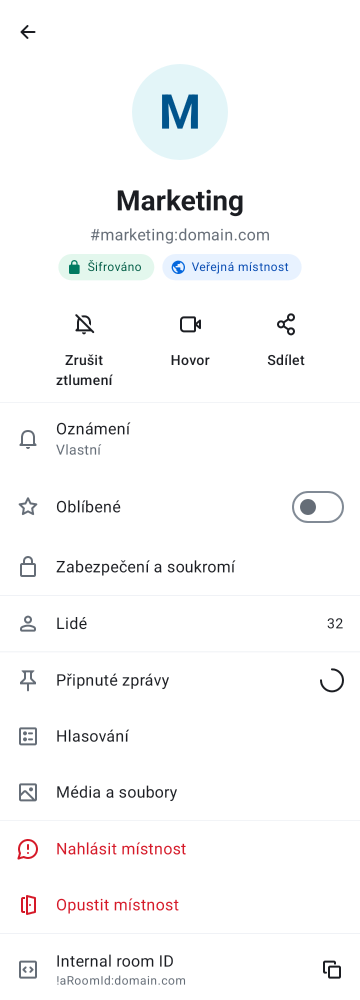 M
Marketing
#marketing:domain.com
Šifrováno
Veřejná místnost
Zrušit
ztlumení
Hovor
Sdílet
Oznámení
Vlastní
Oblíbené
Zabezpečení a soukromí
Lidé
32
Připnuté zprávy
Hlasování
Média a soubory
Nahlásit místnost
Opustit místnost
Internal room ID
!aRoomId:domain.com